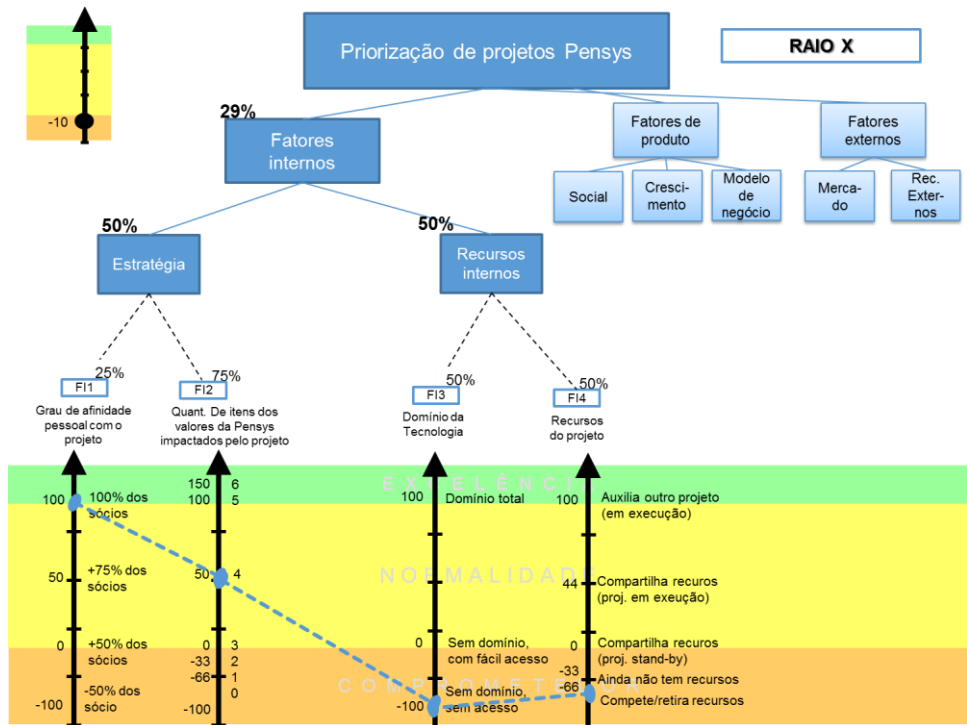 Priorização de projetos Pensys
RAIO X
-10
29%
Fatores
internos
Fatores de
produto
Fatores
externos
Social
Cresci-
mento
Modelo
de
negócio
Merca-
do
Rec.
Exter-
nos
50%
Estratégia
50%
Recursos
internos
25%
FI1
Grau de afinidade
pessoal com o
projeto
75%
FI2
Quant. De itens dos
valores da Pensys
impactados pelo projeto
50%
FI3
Domínio da
Tecnologia
50%
FI4
Recursos
do projeto
EXCELÊNCIA
NORMALIDADE
COMPROMETEDOR
100
100% dos
sócios
50
+75% dos
sócios
0
+50% dos
sócios
-50% dos
sócio
-100
150 6
100 5
50 4
0 3
-33 2
-66 1
0
-100
100
Domínio total
0
Sem domínio,
com fácil acesso
Sem domínio,
sem acesso
-100
100
Auxilia outro projeto
(em execução)
44
Compartilha recuros
(proj. em exeução)
0
Compartilha recuros
(proj. stand-by)
-33
Ainda não tem recursos
-66
Compete/retira recursos